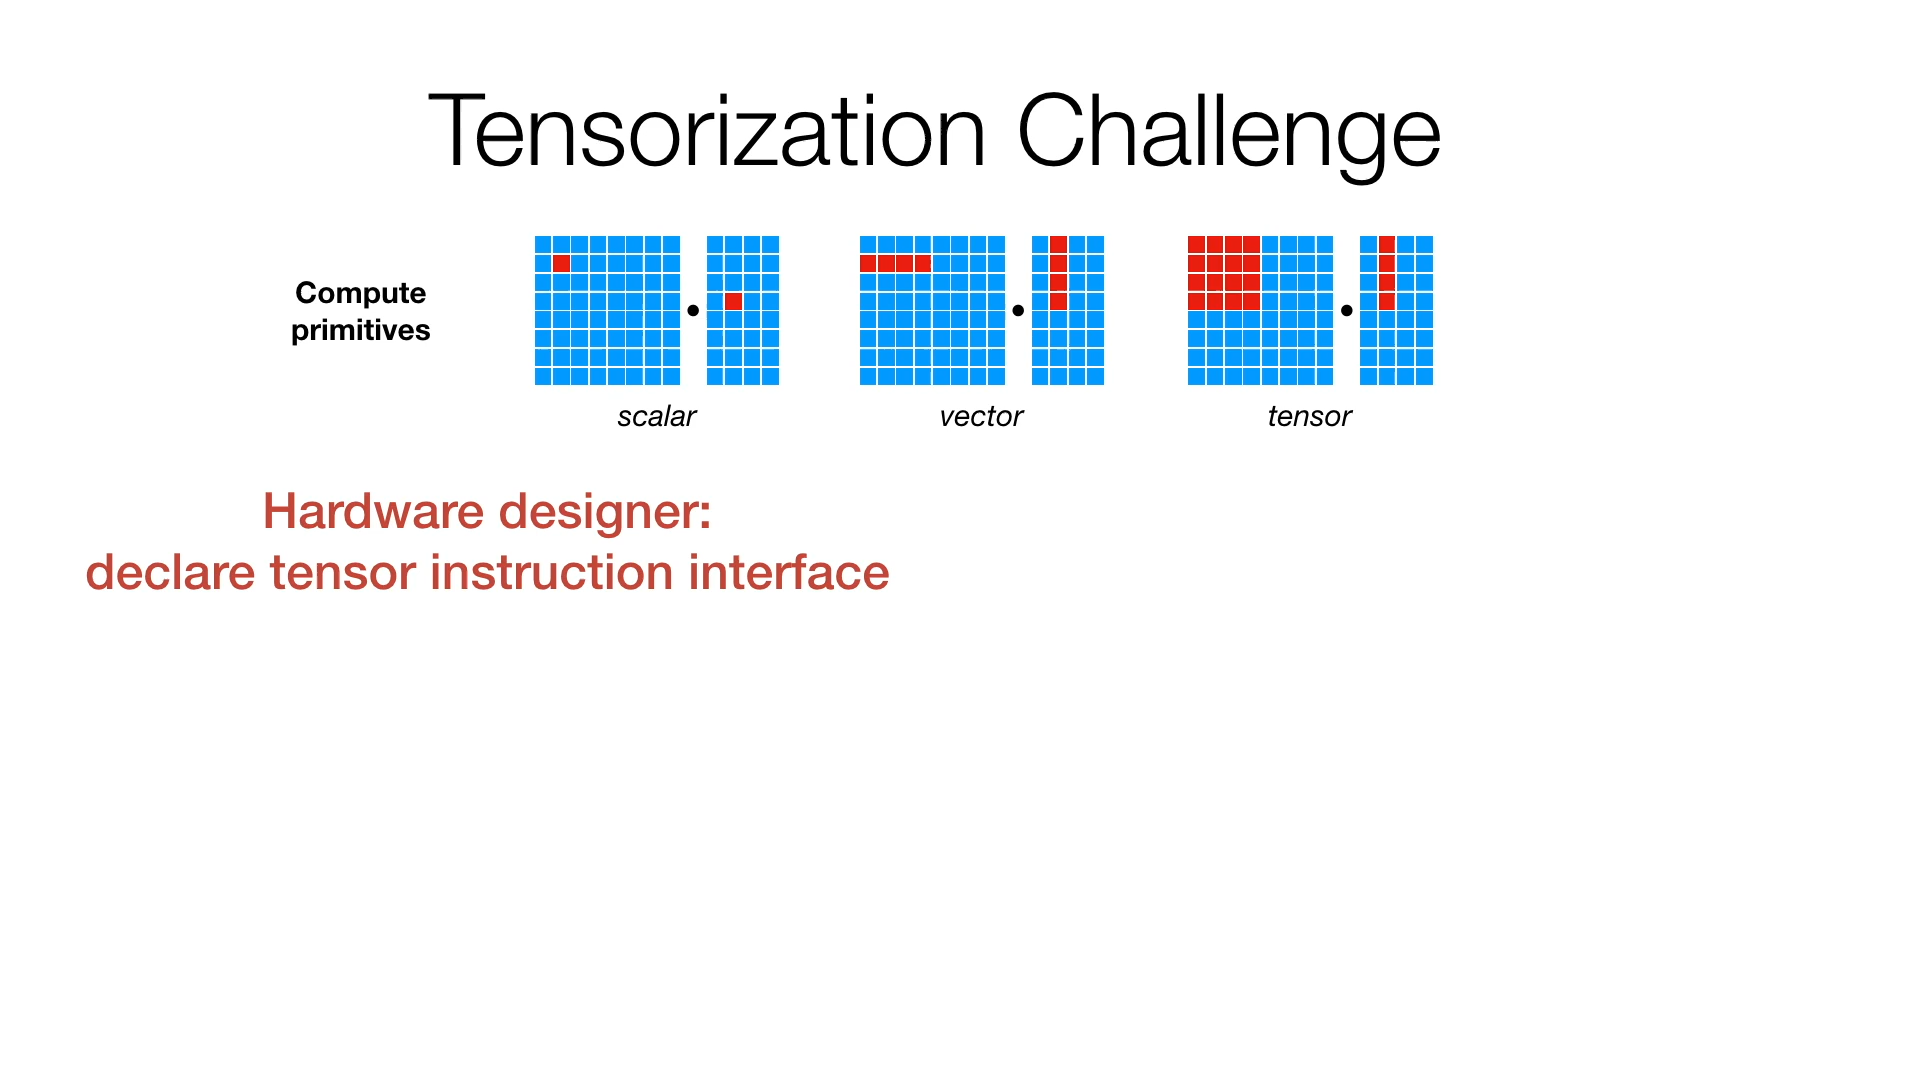 Tensorization Challenge
Compute
primitives
scalar
vector
tensor
Hardware designer:
declare tensor instruction interface